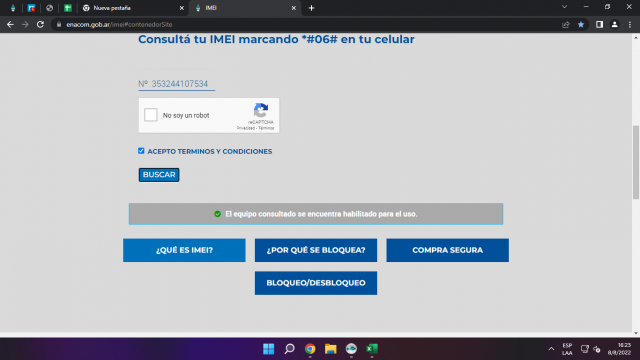 Nueva pestaña
IMEI
enacom.gob.ar/imei#contenedorSite
Consultá tu IMEI marcando *#06# en tu celular
Nº 353244107534
No soy un robot
reCAPTCHA
Privacidad - Términos
ACEPTO TERMINOS Y CONDICIONES
BUSCAR
El equipo consultado se encuentra habilitado para el uso.
¿QUÉ ES IMEI?
¿POR QUÉ SE BLOQUEA?
COMPRA SEGURA
BLOQUEO/DESBLOQUEO
ESP
LAA
16:23
8/8/2022